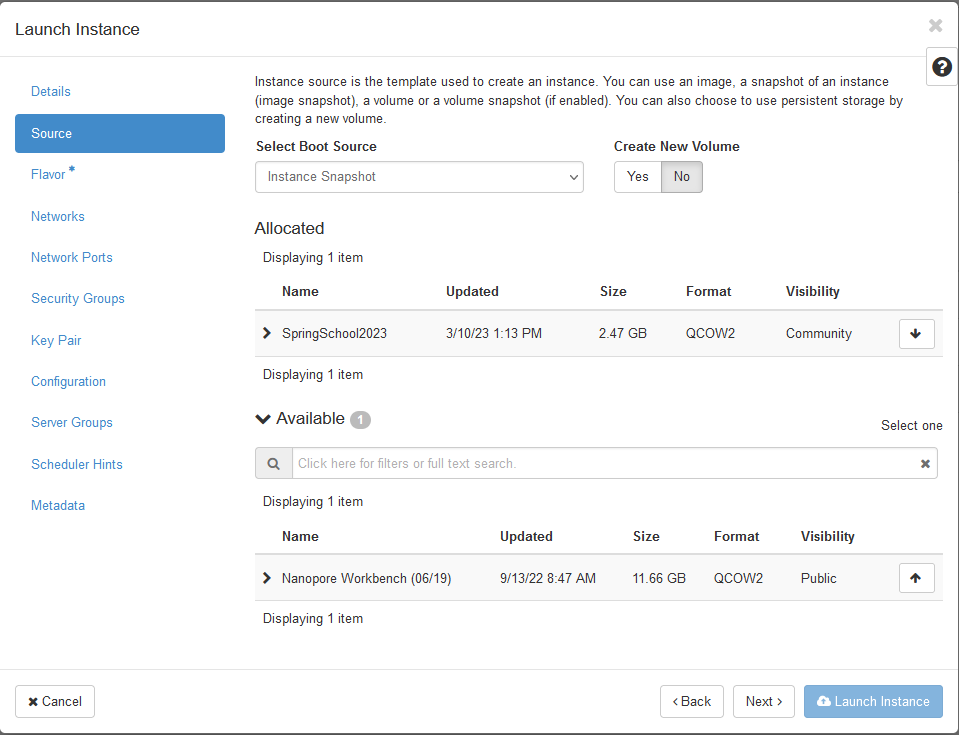 Launch Instance
Details
Source
Flavor *
Networks
Network Ports
Security Groups
Key Pair
Configuration
Server Groups
Scheduler Hints
Metadata
Instance source is the template used to create an instance. You can use an image, a snapshot of an instance
(image snapshot), a volume or a volume snapshot (if enabled). You can also choose to use persistent storage by
creating a new volume.
Select Boot Source Create New Volume
Instance Snapshot Yes No
Allocated
Displaying 1 item
Name Updated Size Format Visibility
SpringSchool2023 3/10/23 1:13 PM 2.47 GB QCOW2 Community
Displaying 1 item
Available 1
Select one
Click here for filters or full text search.
Displaying 1 item
Name Updated Size Format Visibility
Nanopore Workbench (06/19) 9/13/22 8:47 AM 11.66 GB QCOW2 Public
Displaying 1 item
Cancel < Back Next > Launch Instance